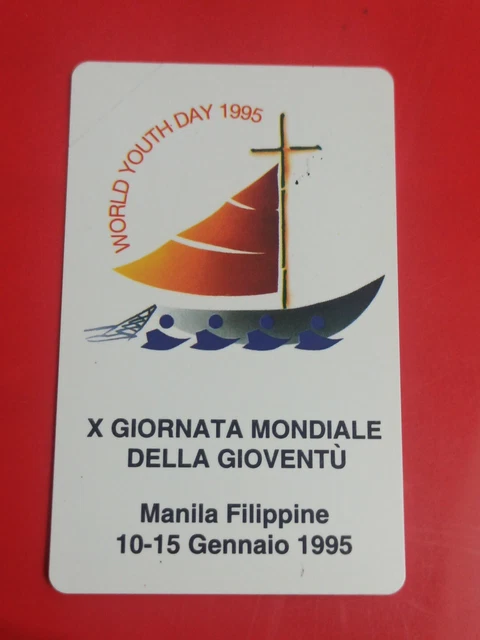 WORLD YOUTH DAY 1995
X GIORNATA MONDIALE
DELLA GIOVENTÙ
Manila Filippine
10-15 Gennaio 1995